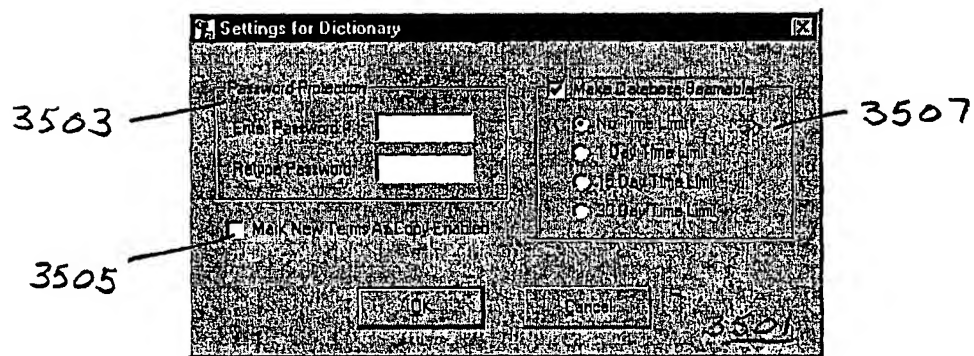 Settings for Dictionary
Password Protection
Enter Password
Retype Password
Mark New Terms As Copy Enabled
Make Database Beamable
No Time Limit
1 Day Time Limit
15 Day Time Limit
30 Day Time Limit
OK
Cancel
3503
3505
3507
3501